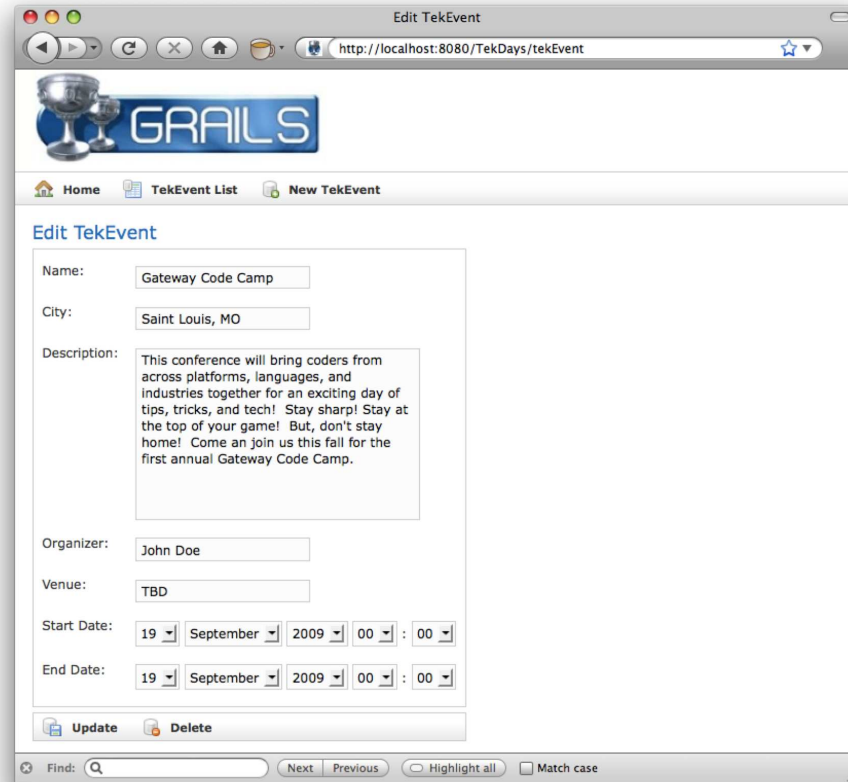 Edit TekEvent
http://localhost:8080/TekDays/tekEvent
GRAILS
Home TekEvent List New TekEvent
Edit TekEvent
Name: Gateway Code Camp
City: Saint Louis, MO
Description: This conference will bring coders from
across platforms, languages, and
industries together for an exciting day of
tips, tricks, and tech! Stay sharp! Stay at
the top of your game! But, don't stay
home! Come an join us this fall for the
first annual Gateway Code Camp.
Organizer: John Doe
Venue: TBD
Start Date: 19 September 2009 00 : 00
End Date: 19 September 2009 00 : 00
Update Delete
Find: Next Previous Highlight all Match case